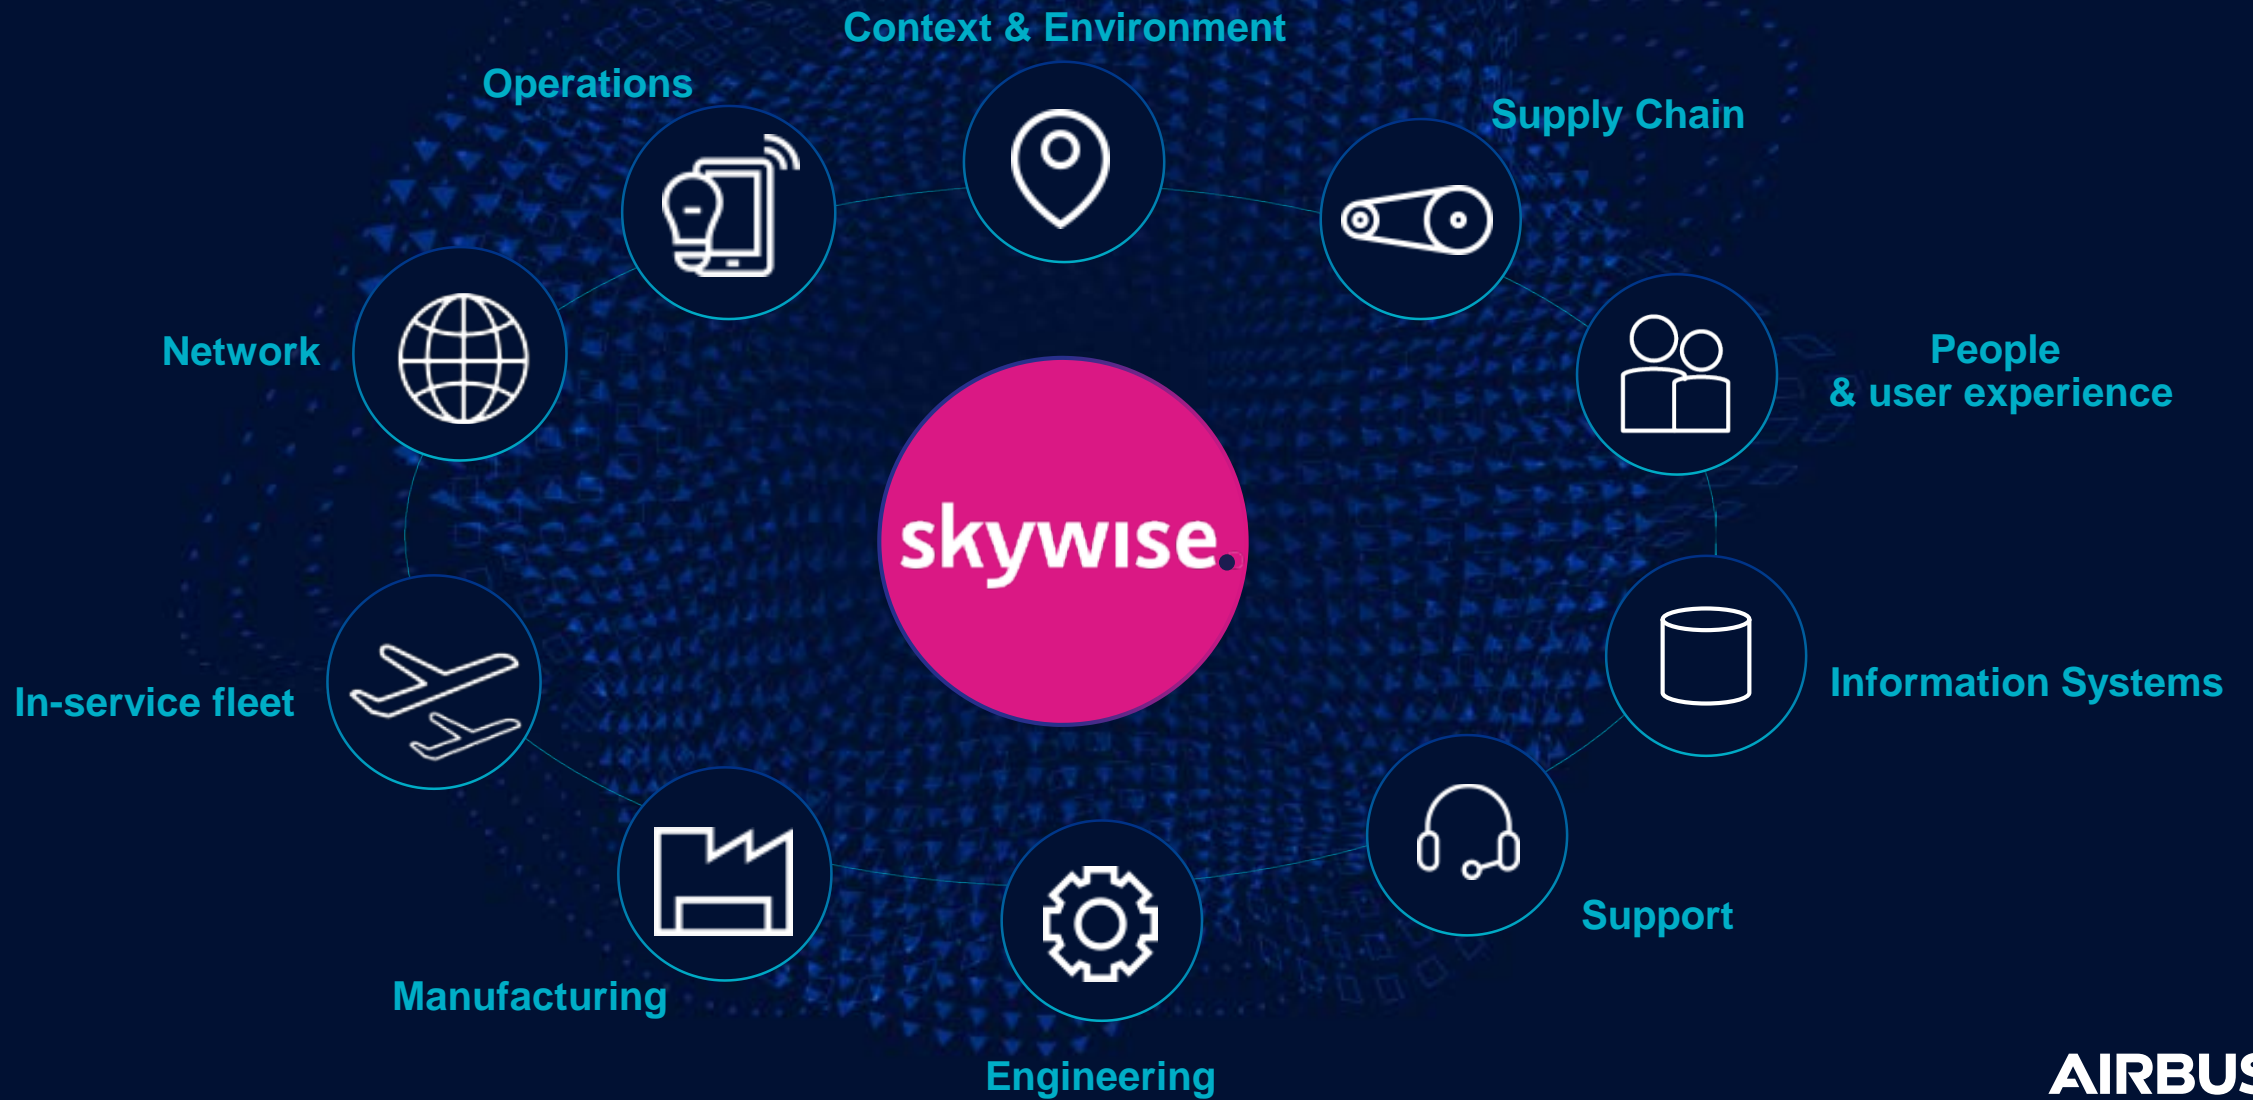 Context & Environment
Operations
Supply Chain
Network
People
& user experience
skywise.
In-service fleet
Information Systems
Support
Manufacturing
Engineering
AIRBUS